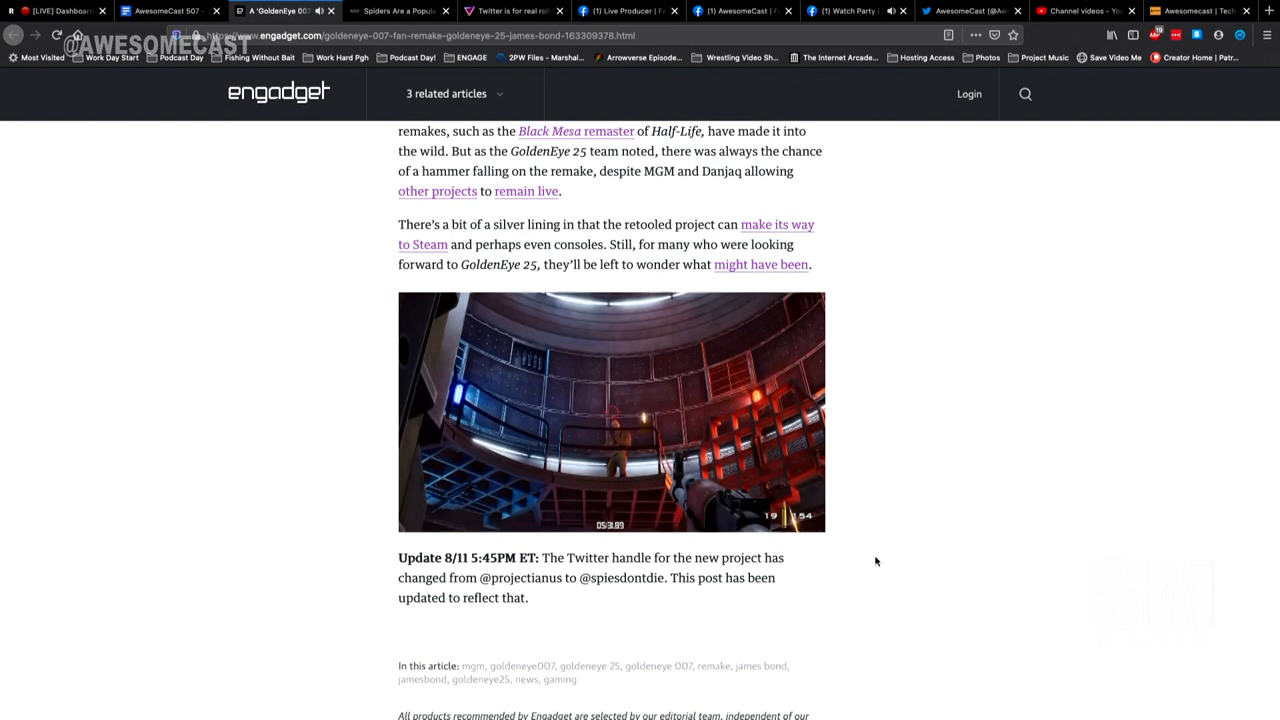 [LIVE] Dashboard
AwesomeCast 507 -
A 'GoldenEye 007
Spiders Are a Popula
Twitter is for real rol
(1) Live Producer | Fa
(1) AwesomeCast | Fa
(1) Watch Party |
AwesomeCast (@Aw
Channel videos - You
Awesomecast | Tech
@AWESOMECAST
https://www.engadget.com/goldeneye-007-fan-remake-goldeneye-25-james-bond-163309378.html
Most Visited
Work Day Start
Podcast Day
Fishing Without Bait
Work Hard Pgh
Podcast Day!
ENGAGE
2PW Files - Marshal...
Arrowverse Episode...
Wrestling Video Sh...
The Internet Arcade...
Hosting Access
Photos
Project Music
Save Video Me
Creator Home | Patr...
engadget
3 related articles
Login
remakes, such as the Black Mesa remaster of Half-Life, have made it into
the wild. But as the GoldenEye 25 team noted, there was always the chance
of a hammer falling on the remake, despite MGM and Danjaq allowing
other projects to remain live.
There's a bit of a silver lining in that the retooled project can make its way
to Steam and perhaps even consoles. Still, for many who were looking
forward to GoldenEye 25, they'll be left to wonder what might have been.
19 154
05:31.89
Update 8/11 5:45PM ET: The Twitter handle for the new project has
changed from @projectianus to @spiesdontdie. This post has been
updated to reflect that.
SM
In this article: mgm, goldeneye007, goldeneye 25, goldeneye 007, remake, james bond,
jamesbond, goldeneye25, news, gaming
All products recommended by Engadget are selected by our editorial team, independent of our